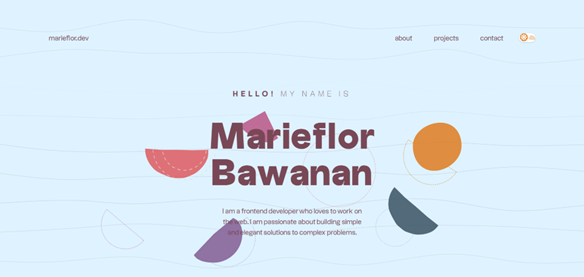 marieflor.dev
about projects contact
HELLO! MY NAME IS
Marieflor
Bawanan
I am a frontend developer who loves to work on
the web. I am passionate about building simple
and elegant solutions to complex problems.